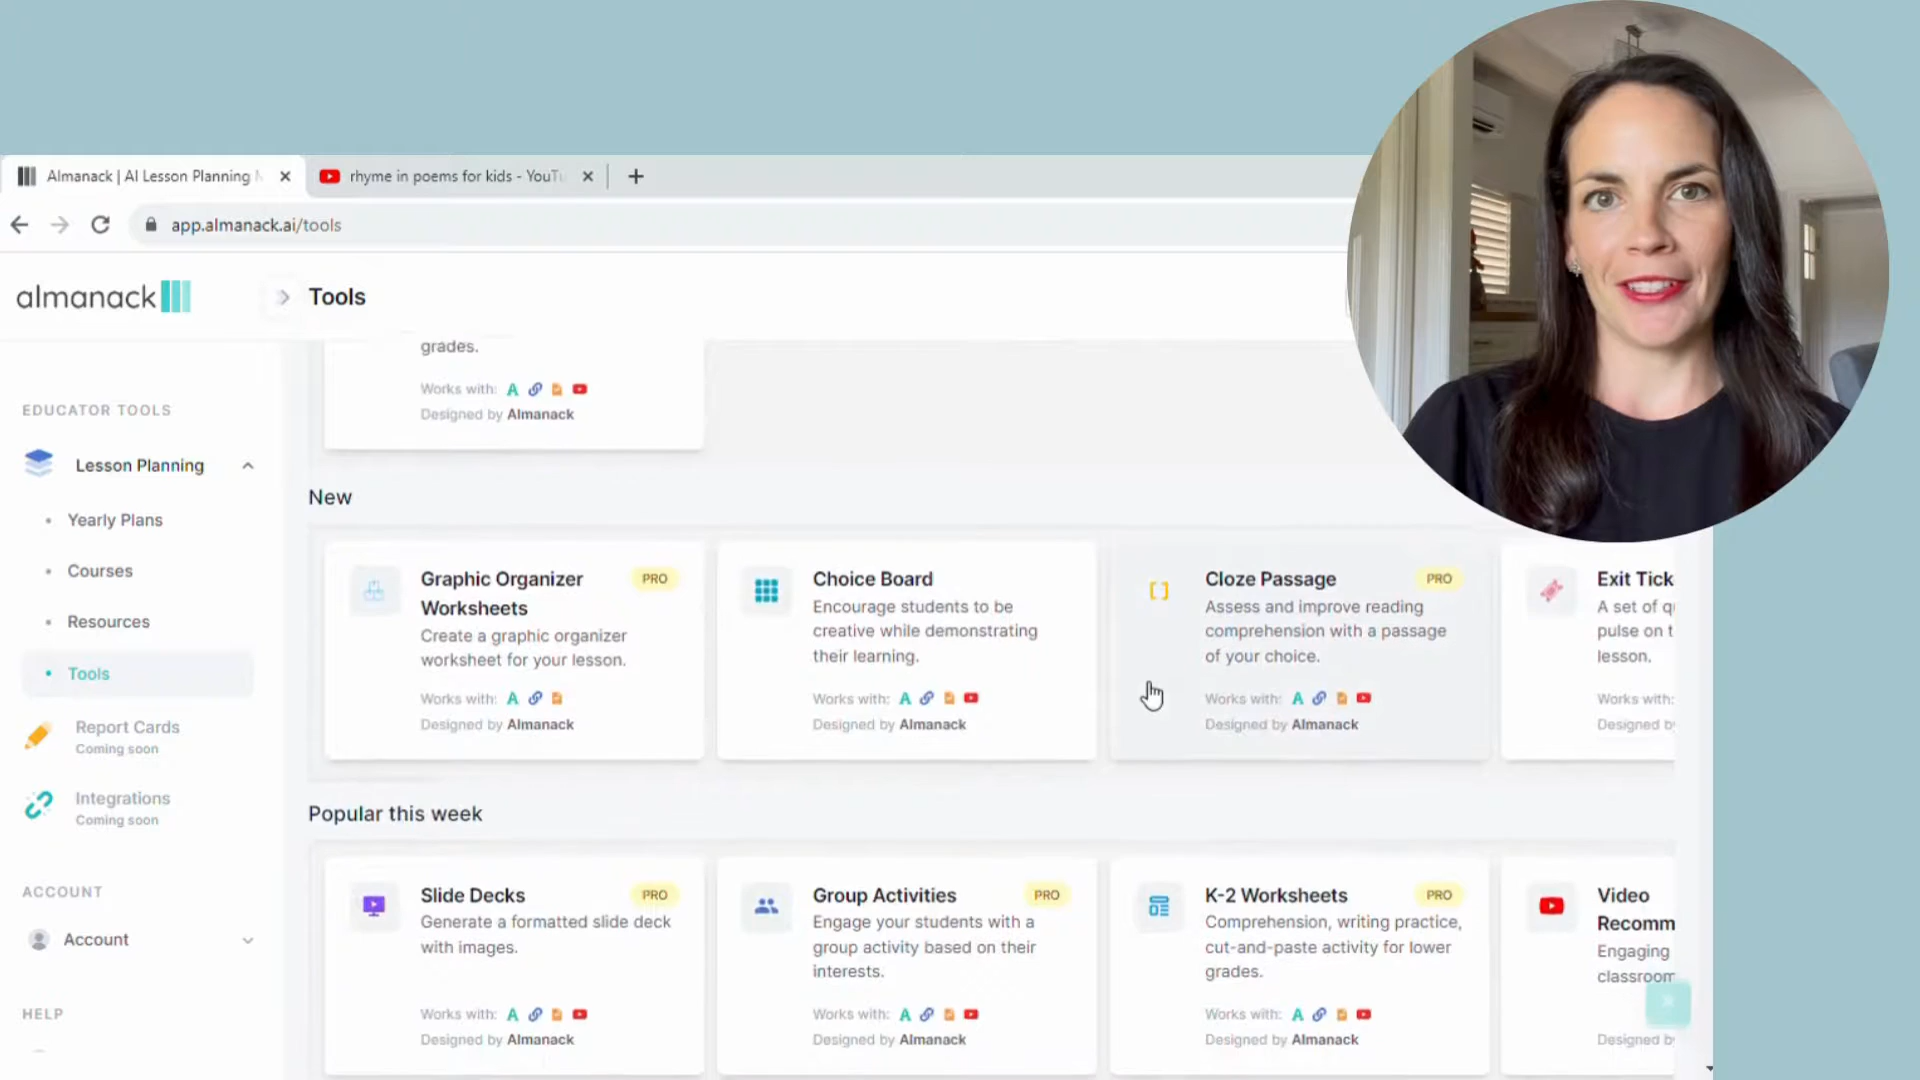 Almanack | AI Lesson Planning
rhyme in poems for kids - YouTu
app.almanack.ai/tools
almanack
Tools
EDUCATOR TOOLS
Lesson Planning
Yearly Plans
Courses
Resources
Tools
Report Cards
Coming soon
Integrations
Coming soon
ACCOUNT
Account
HELP
grades.
Works with:
Designed by Almanack
New
Graphic Organizer
Worksheets
PRO
Create a graphic organizer
worksheet for your lesson.
Works with:
Designed by Almanack
Choice Board
Encourage students to be
creative while demonstrating
their learning.
Works with:
Designed by Almanack
Cloze Passage
PRO
Assess and improve reading
comprehension with a passage
of your choice.
Works with:
Designed by Almanack
Exit Tick
A set of q
pulse on t
lesson.
Works with:
Designed by
Popular this week
Slide Decks
PRO
Generate a formatted slide deck
with images.
Works with:
Designed by Almanack
Group Activities
PRO
Engage your students with a
group activity based on their
interests.
Works with:
Designed by Almanack
K-2 Worksheets
PRO
Comprehension, writing practice,
cut-and-paste activity for lower
grades.
Works with:
Designed by Almanack
Video
Recomm
Engaging
classroom
Designed by